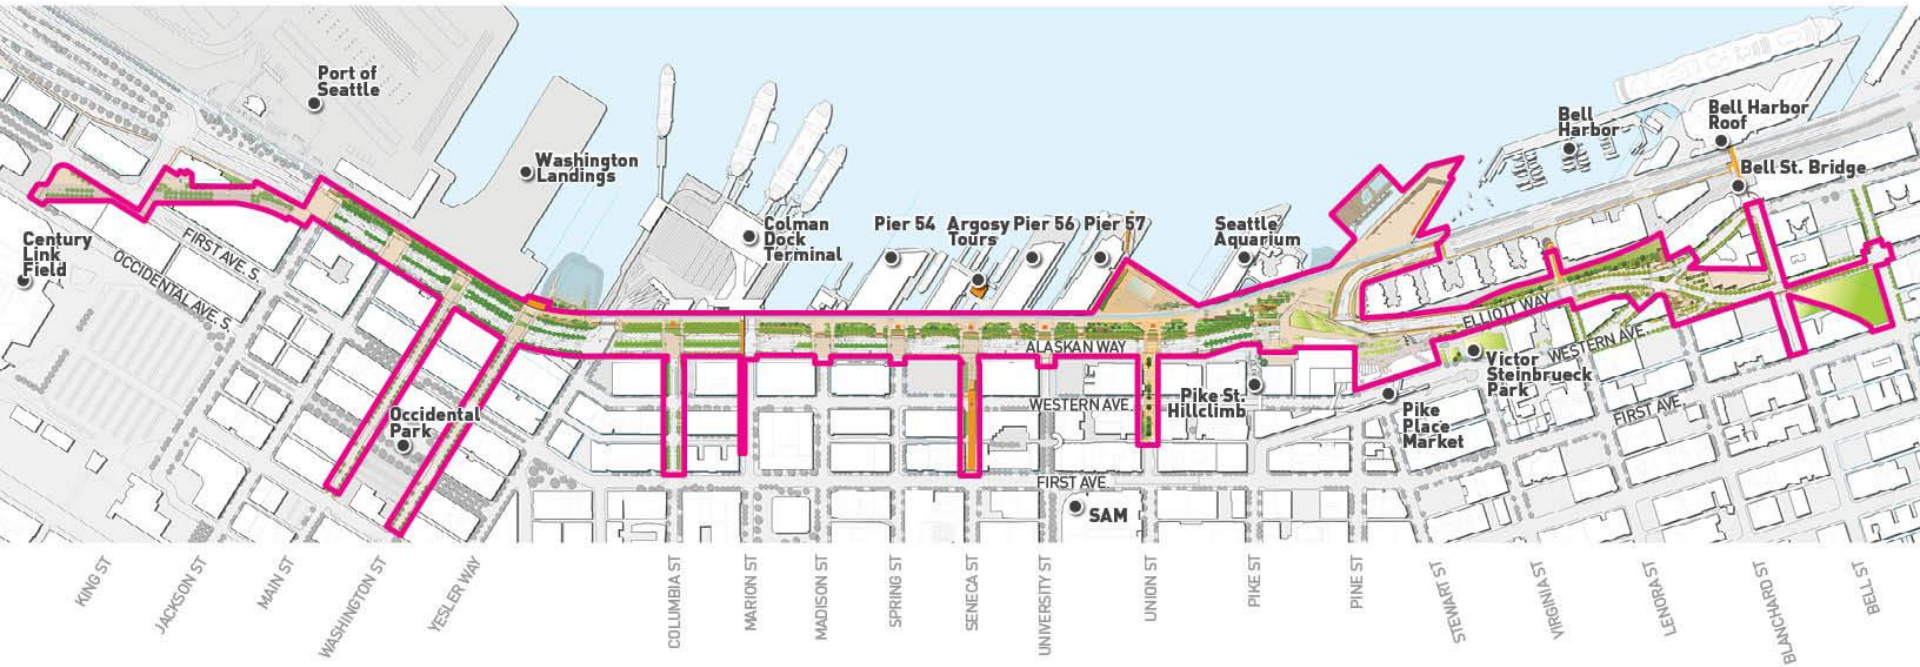 Port of
Seattle
Washington
Landings
Century
Link
Field
FIRST AVE. S.
OCCIDENTAL AVE. S.
Occidental
Park
Colman
Dock
Terminal
Pier 54
Argosy
Tours
Pier 56
Pier 57
Seattle
Aquarium
Bell
Harbor
Bell Harbor
Roof
Bell St. Bridge
ALASKAN WAY
ELLIOTT WAY
WESTERN AVE.
WESTERN AVE.
Pike St.
Hillclimb
Victor
Steinbrueck
Park
Pike
Place
Market
FIRST AVE.
FIRST AVE
SAM
KING ST
JACKSON ST
MAIN ST
WASHINGTON ST
YESLER WAY
COLUMBIA ST
MARION ST
MADISON ST
SPRING ST
SENECA ST
UNIVERSITY ST
UNION ST
PIKE ST
PINE ST
STEWART ST
VIRGINIA ST
LENORA ST
BLANCHARD ST
BELL ST